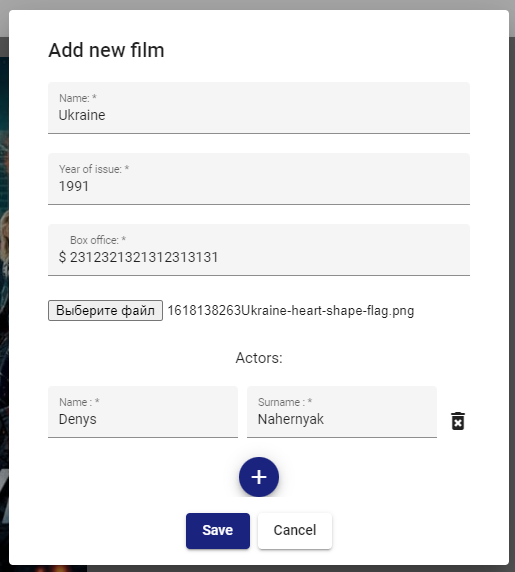 Add new film
Name: *
Ukraine
Year of issue: *
1991
Box office: *
$ 2312321321312313131
Выберите файл 1618138263Ukraine-heart-shape-flag.png
Actors:
Name : * Surname : *
Denys Nahernyak
+
Save Cancel